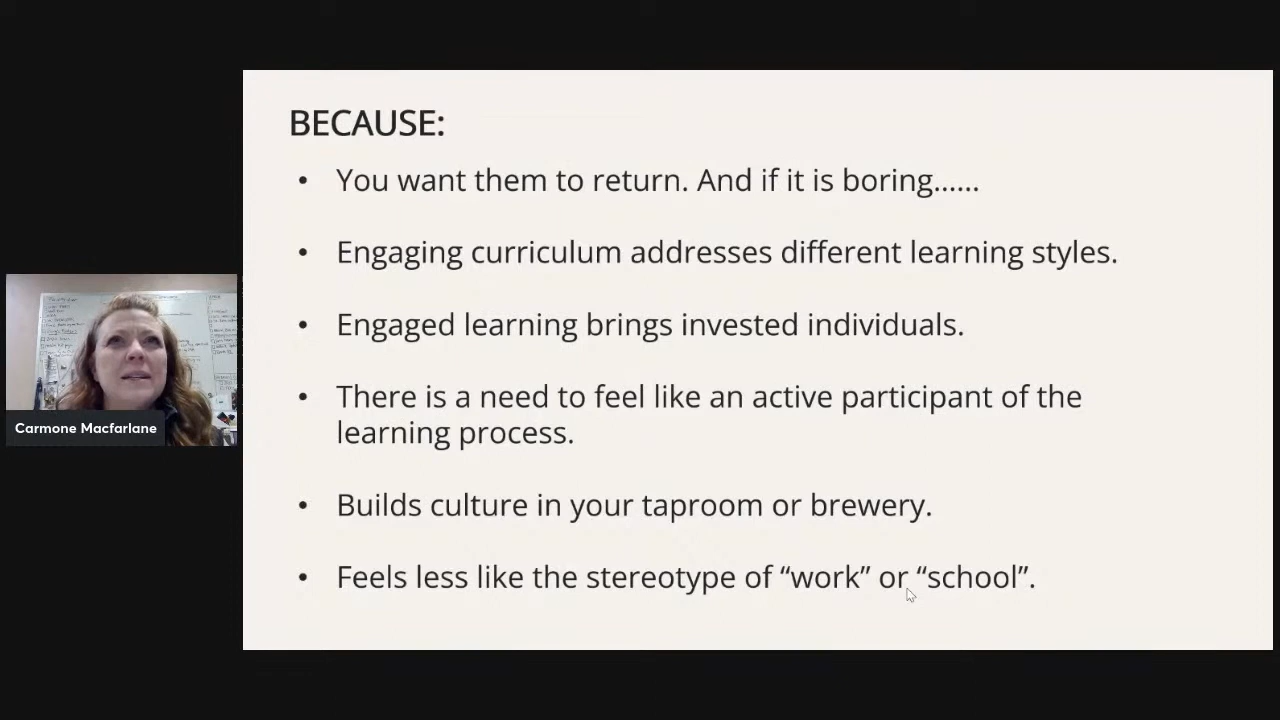 BECAUSE:
• You want them to return. And if it is boring......
• Engaging curriculum addresses different learning styles.
• Engaged learning brings invested individuals.
• There is a need to feel like an active participant of the
learning process.
• Builds culture in your taproom or brewery.
• Feels less like the stereotype of “work” or “school”.
Carmone Macfarlane